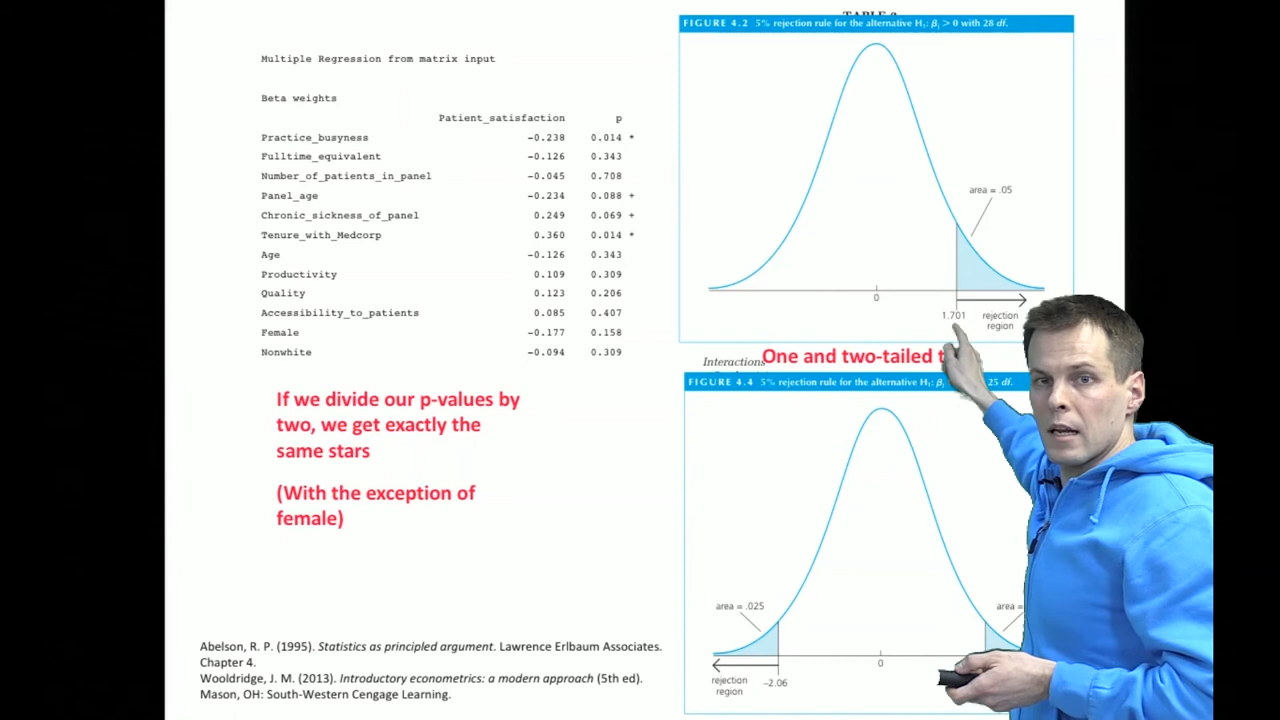 Multiple Regression from matrix input
Beta weights
Patient_satisfaction p
Practice_busyness -0.238 0.014 *
Fulltime_equivalent -0.126 0.343
Number_of_patients_in_panel -0.045 0.708
Panel_age -0.234 0.088 +
Chronic_sickness_of_panel 0.249 0.069 +
Tenure_with_Medcorp 0.360 0.014 *
Age -0.126 0.343
Productivity 0.109 0.309
Quality 0.123 0.206
Accessibility_to_patients 0.085 0.407
Female -0.177 0.158
Nonwhite -0.094 0.309
If we divide our p-values by
two, we get exactly the
same stars
(With the exception of
female)
Abelson, R. P. (1995). Statistics as principled argument. Lawrence Erlbaum Associates.
Chapter 4.
Wooldridge, J. M. (2013). Introductory econometrics: a modern approach (5th ed).
Mason, OH: South-Western Cengage Learning.
FIGURE 4.2 5% rejection rule for the alternative H₁: βⱼ > 0 with 28 df.
area = .05
0
1.701
rejection
region
Interactions
One and two-tailed
FIGURE 4.4 5% rejection rule for the alternative H₁: βⱼ 25 df.
area = .025
area =
0
rejection
region
–2.06